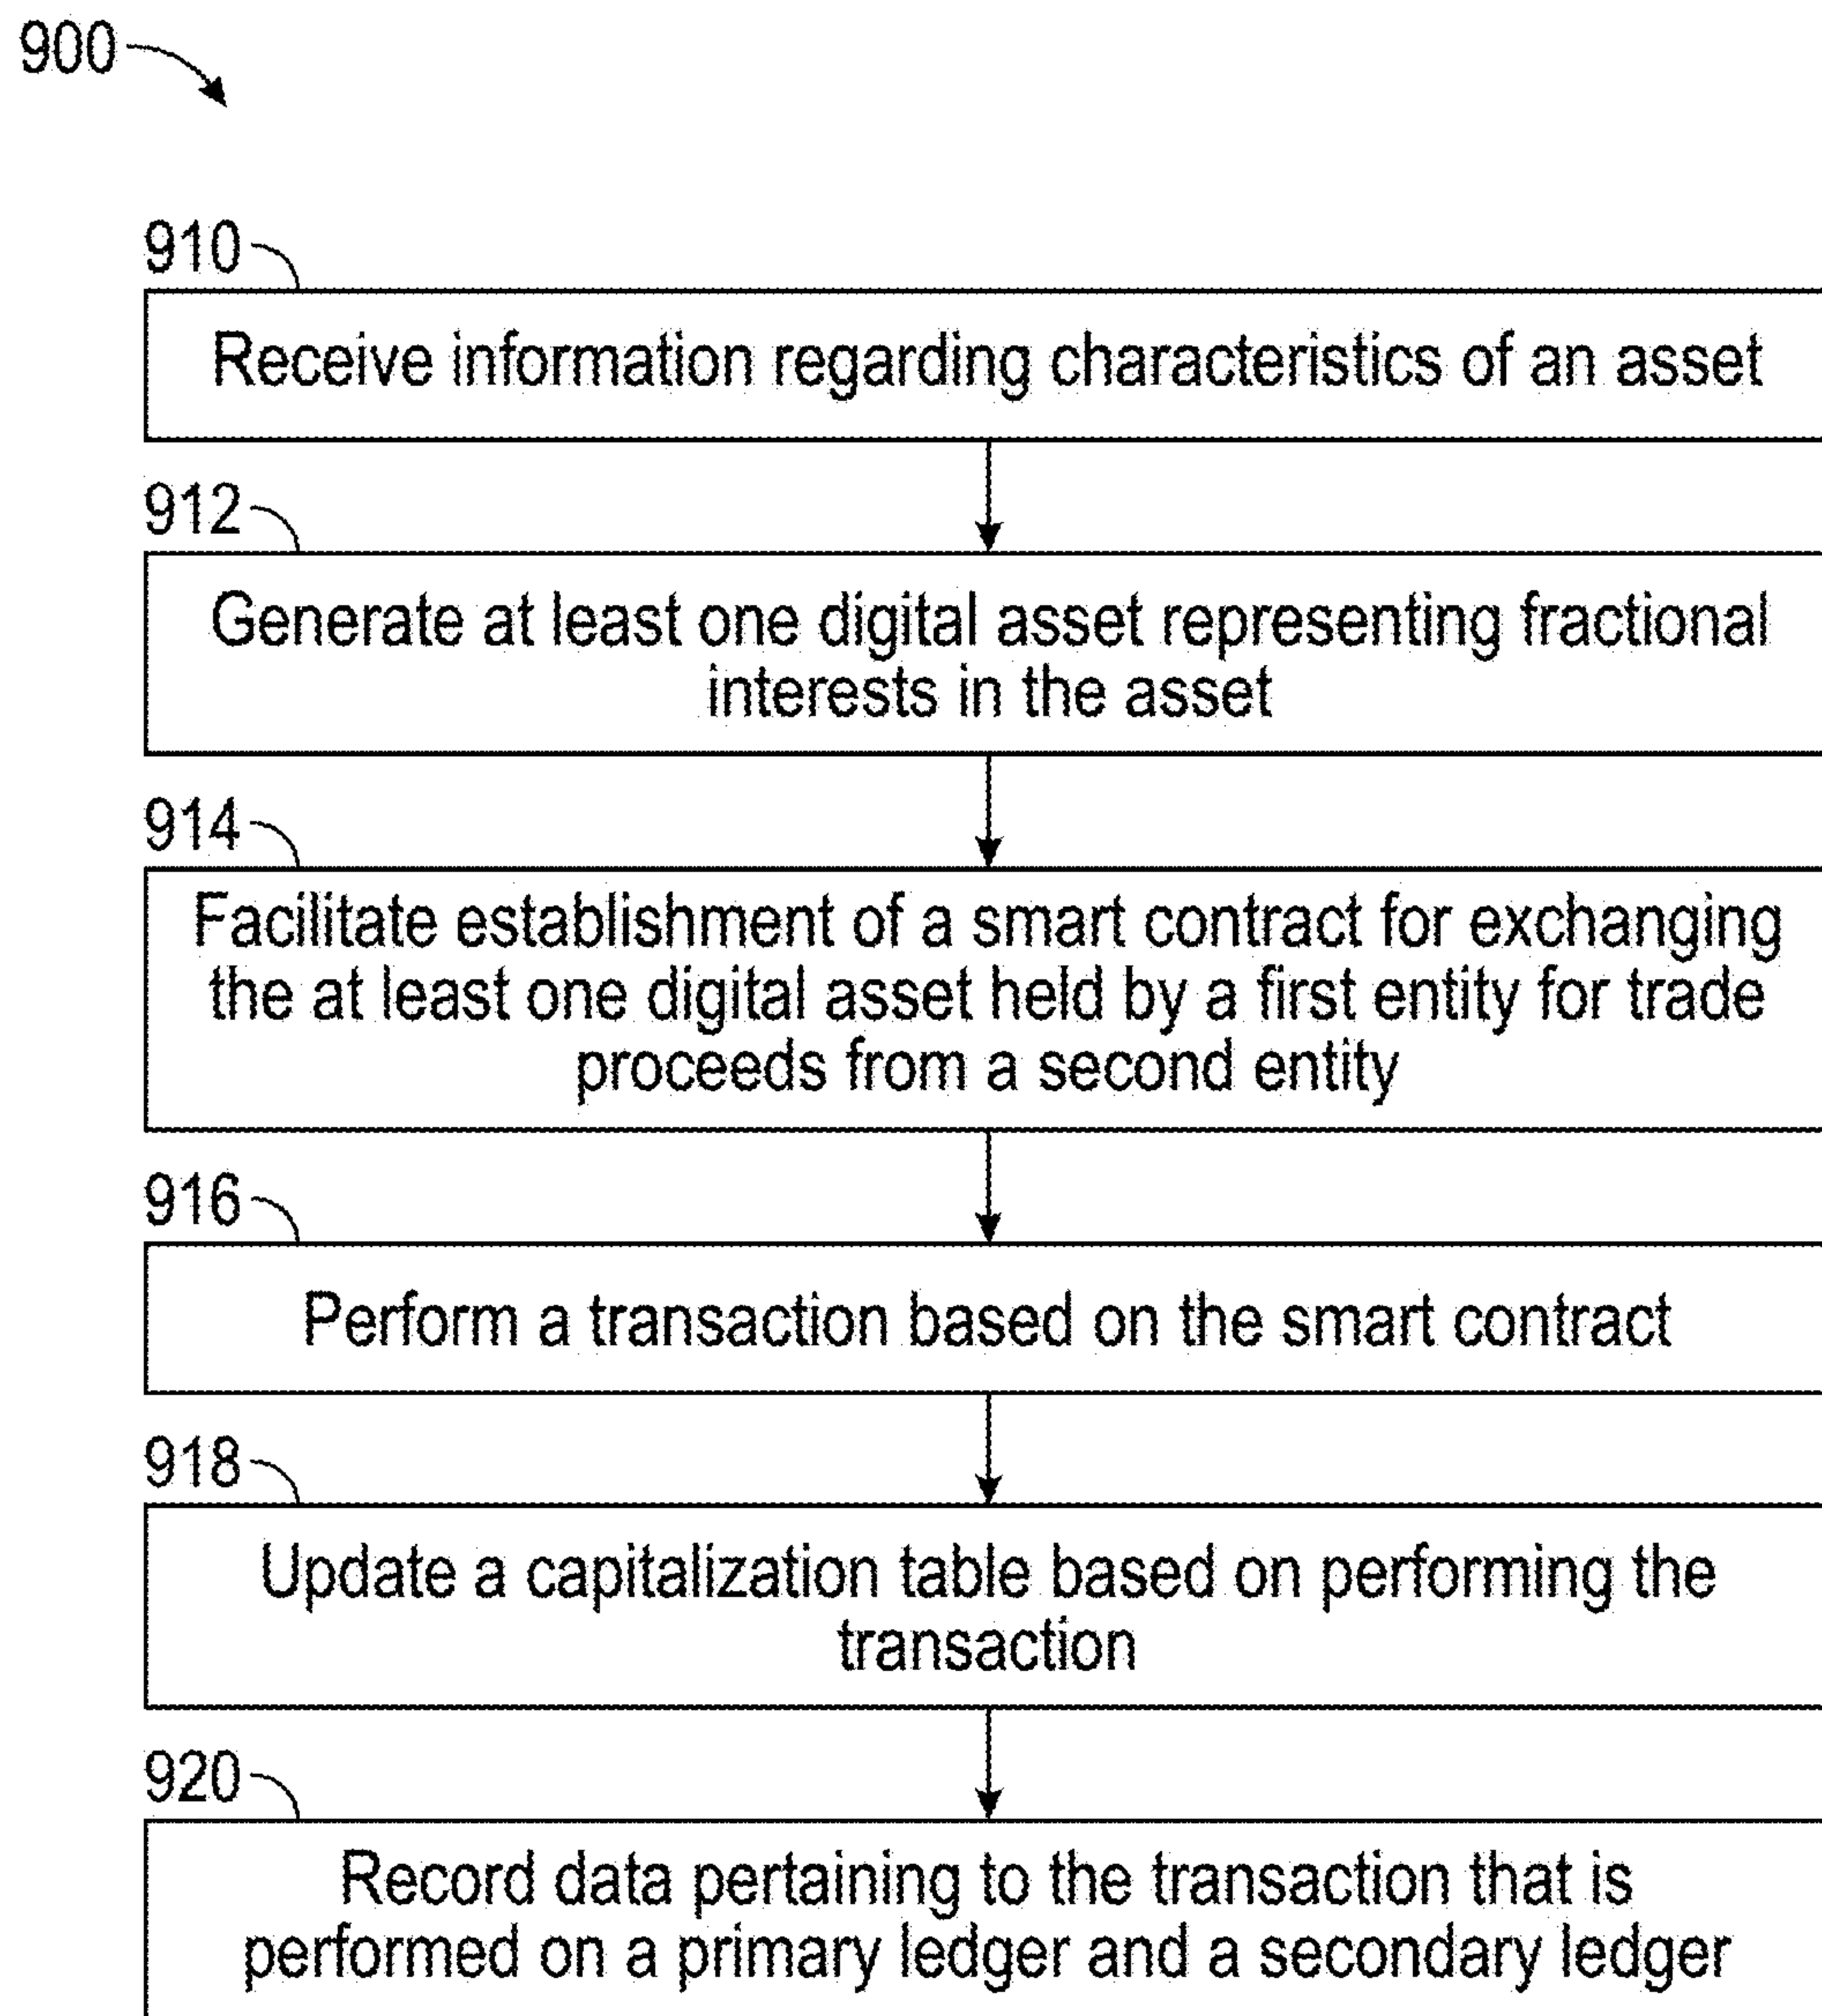 900
910
Receive information regarding characteristics of an asset
912
Generate at least one digital asset representing fractional
interests in the asset
914
Facilitate establishment of a smart contract for exchanging
the at least one digital asset held by a first entity for trade
proceeds from a second entity
916
Perform a transaction based on the smart contract
918
Update a capitalization table based on performing the
transaction
920
Record data pertaining to the transaction that is
performed on a primary ledger and a secondary ledger